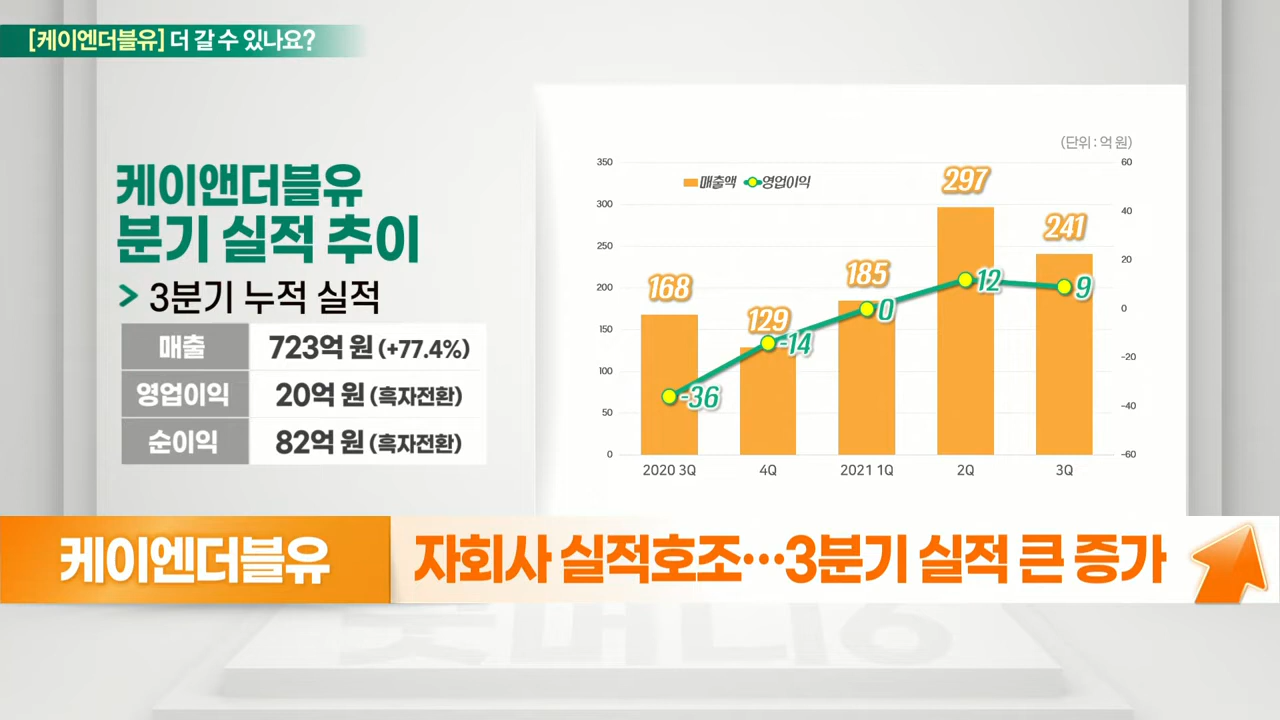 [케이엔더블유] 더 갈 수 있나요?
케이앤더블유
분기 실적 추이
> 3분기 누적 실적
매출 723억 원 (+77.4%)
영업이익 20억 원 (흑자전환)
순이익 82억 원 (흑자전환)
(단위 : 억 원)
매출액 영업이익
350
300
250
200
150
100
50
0
168
129
185
297
241
-36
-14
0
12
9
60
40
20
0
-20
-40
-60
2020 3Q 4Q 2021 1Q 2Q 3Q
케이엔더블유 자회사 실적호조…3분기 실적 큰 증가
굿머니6